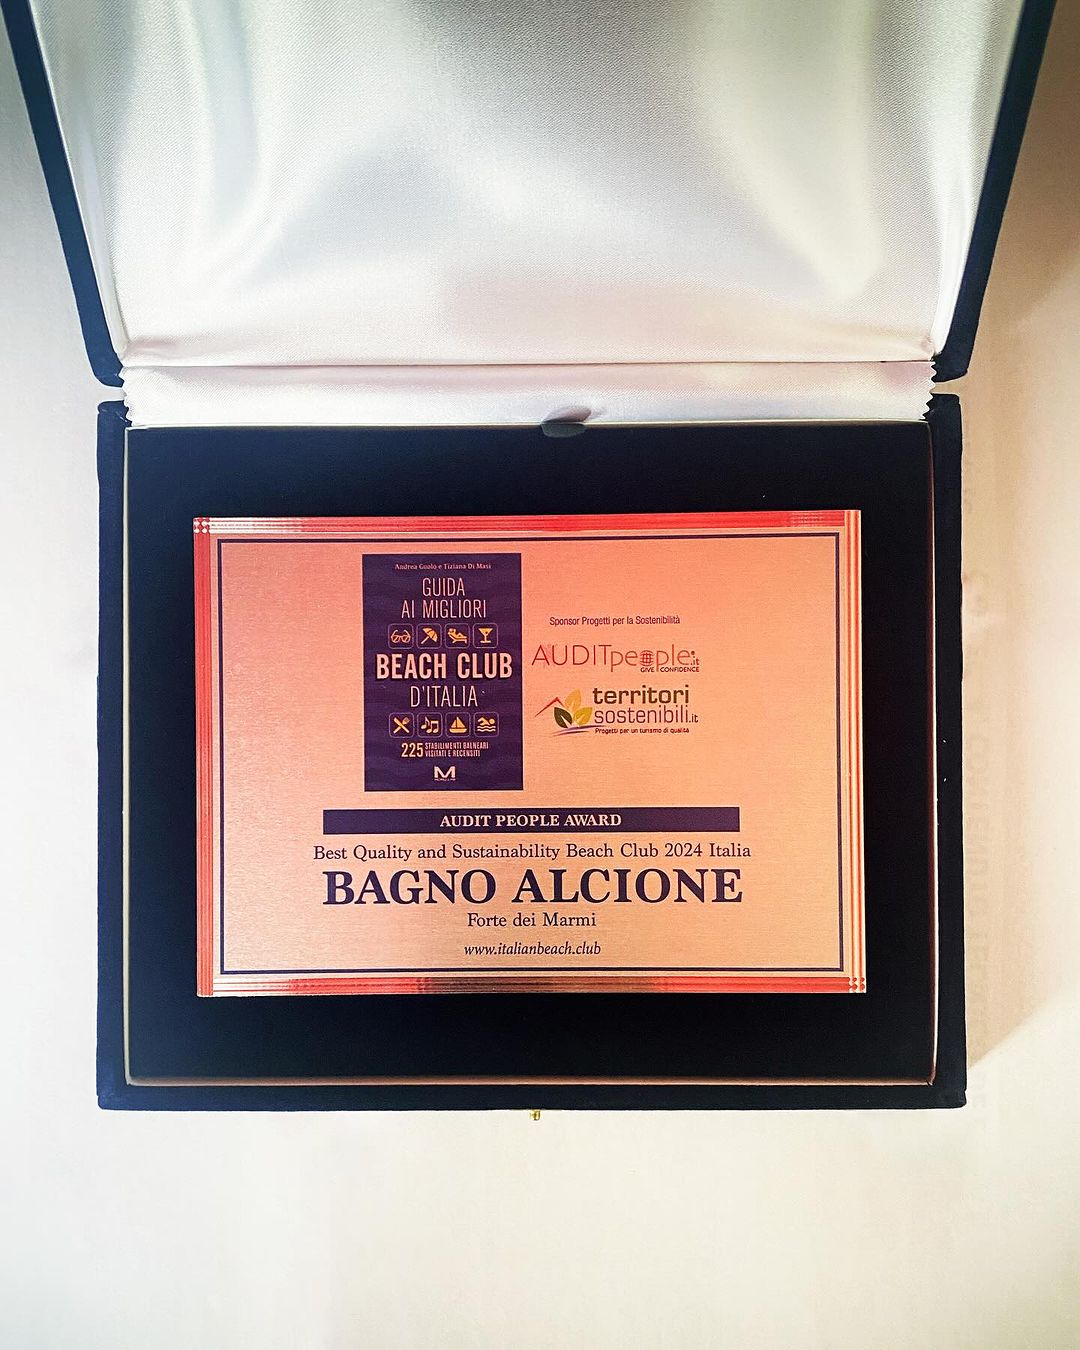 Andrea Guolo e Tiziana Di Masi
GUIDA
AI MIGLIORI
BEACH CLUB
D'ITALIA
225 STABILIMENTI BALNEARI
VISITATI E RECENSITI
M
Sponsor Progetti per la Sostenibilità
AUDITpeople.it
GIVE CONFIDENCE
territori
sostenibili.it
Progetti per un turismo di qualità
AUDIT PEOPLE AWARD
Best Quality and Sustainability Beach Club 2024 Italia
BAGNO ALCIONE
Forte dei Marmi
www.italianbeach.club